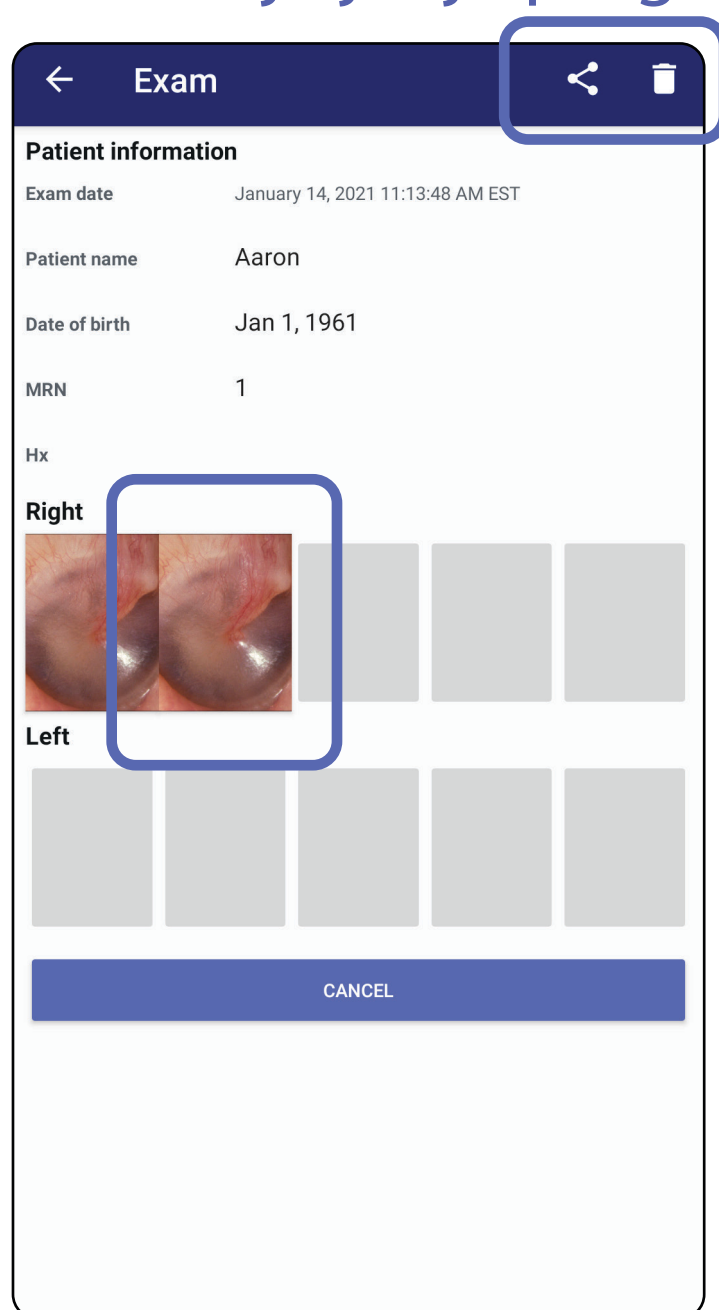 Exam
Patient information
Exam date January 14, 2021 11:13:48 AM EST
Patient name Aaron
Date of birth Jan 1, 1961
MRN 1
Hx
Right
Left
CANCEL